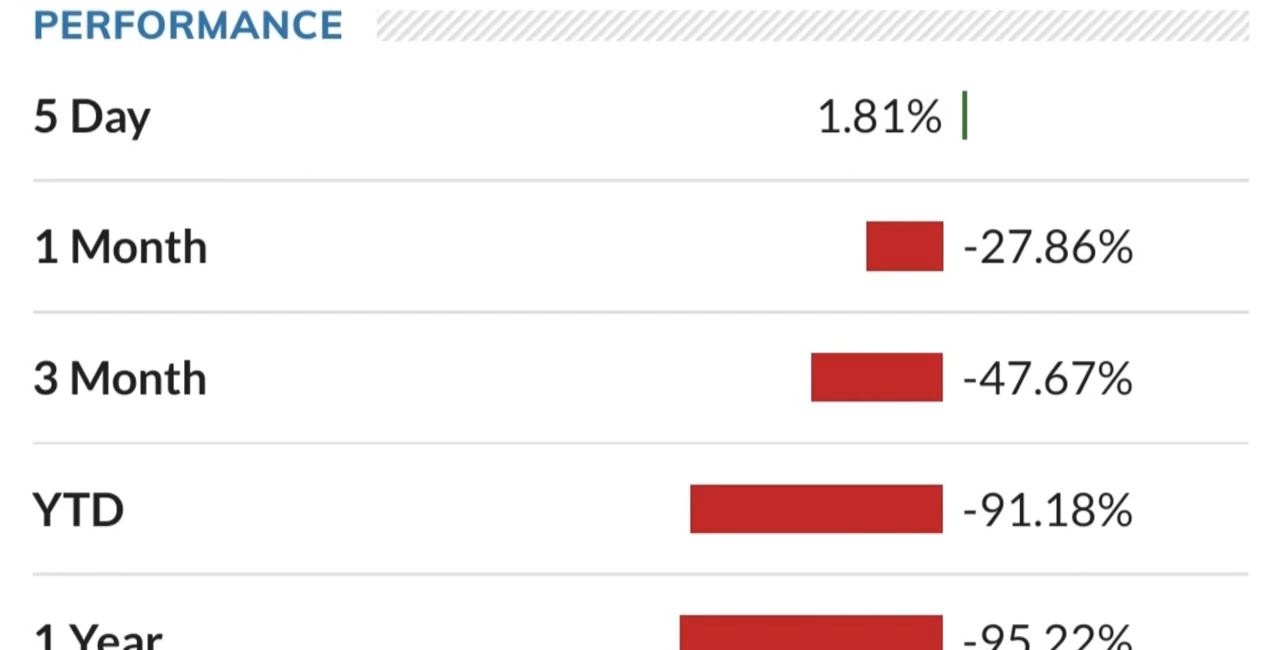 PERFORMANCE
5 Day 1.81%
1 Month -27.86%
3 Month -47.67%
YTD -91.18%
1 Year -95.22%